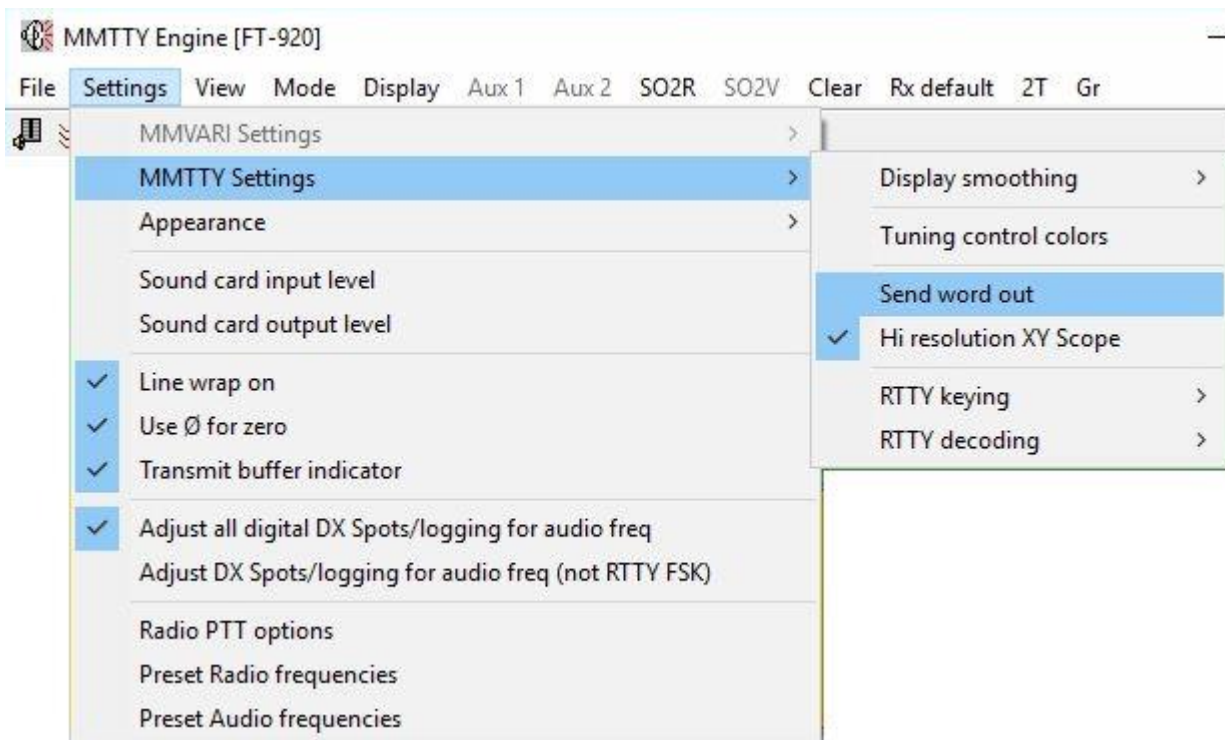 MMTTY Engine [FT-920]
File Settings View Mode Display Aux 1 Aux 2 SO2R SO2V Clear Rx default 2T Gr
MMVARI Settings
MMTTY Settings
Appearance
Sound card input level
Sound card output level
Line wrap on
Use Ø for zero
Transmit buffer indicator
Adjust all digital DX Spots/logging for audio freq
Adjust DX Spots/logging for audio freq (not RTTY FSK)
Radio PTT options
Preset Radio frequencies
Preset Audio frequencies
Display smoothing
Tuning control colors
Send word out
Hi resolution XY Scope
RTTY keying
RTTY decoding